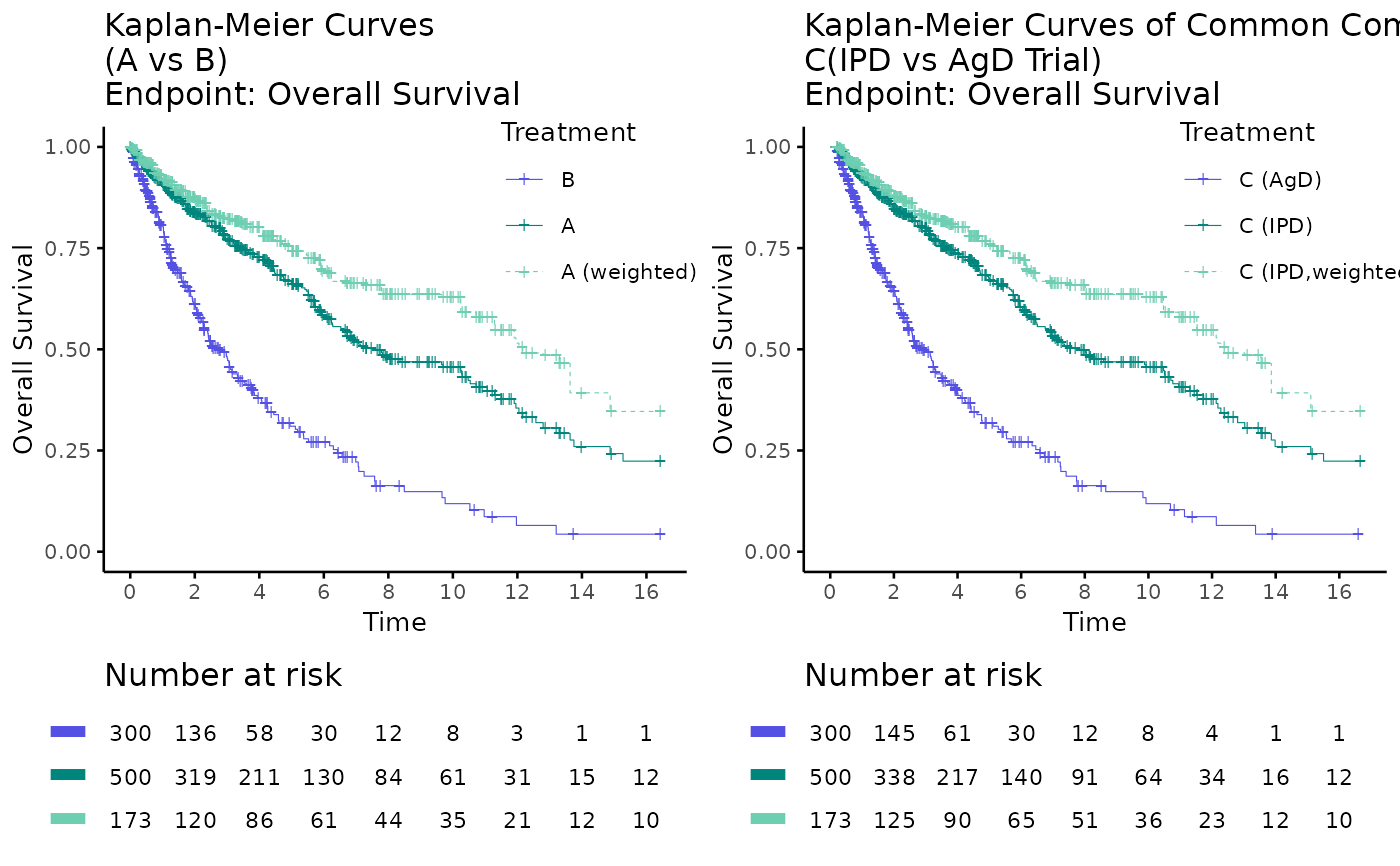 Kaplan-Meier Curves
(A vs B)
Endpoint: Overall Survival
Treatment
B
A
A (weighted)
1.00
0.75
0.50
0.25
0.00
Overall Survival
0 2 4 6 8 10 12 14 16
Time
Number at risk
300 136 58 30 12 8 3 1 1
500 319 211 130 84 61 31 15 12
173 120 86 61 44 35 21 12 10
Kaplan-Meier Curves of Common Com
C(IPD vs AgD Trial)
Endpoint: Overall Survival
Treatment
C (AgD)
C (IPD)
C (IPD,weighte
1.00
0.75
0.50
0.25
0.00
Overall Survival
0 2 4 6 8 10 12 14 16
Time
Number at risk
300 145 61 30 12 8 4 1 1
500 338 217 140 91 64 34 16 12
173 125 90 65 51 36 23 12 10